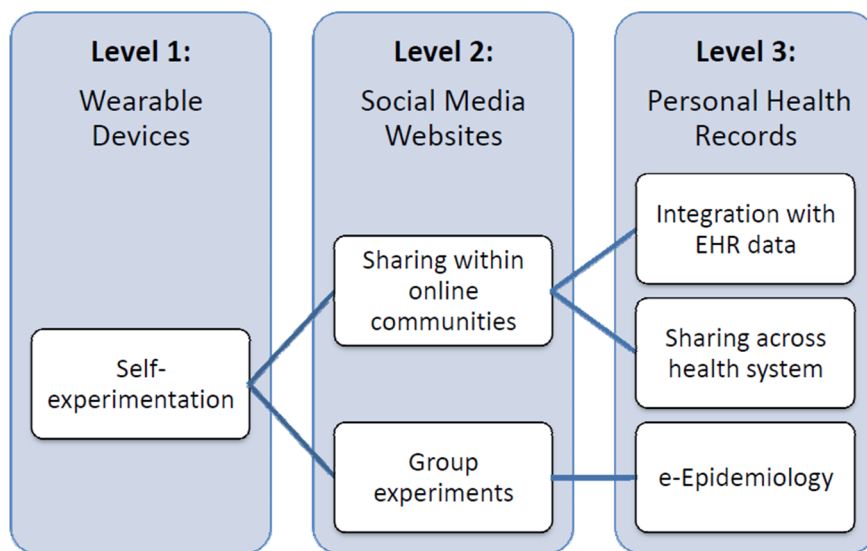 Level 1:
Wearable
Devices
Self-
experimentation
Level 2:
Social Media
Websites
Sharing within
online
communities
Group
experiments
Level 3:
Personal Health
Records
Integration with
EHR data
Sharing across
health system
e-Epidemiology